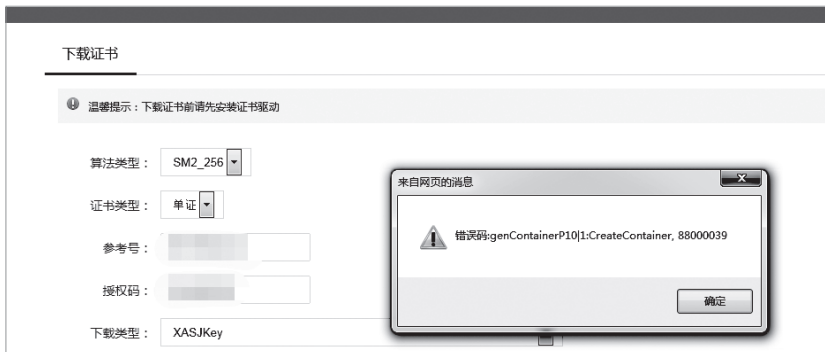 下载证书
温馨提示：下载证书前请先安装证书驱动
算法类型： SM2_256
来自网页的消息
证书类型： 单证
错误码:genContainerP10|1:CreateContainer, 88000039
参考号：
授权码：
确定
下载类型： XASJKey